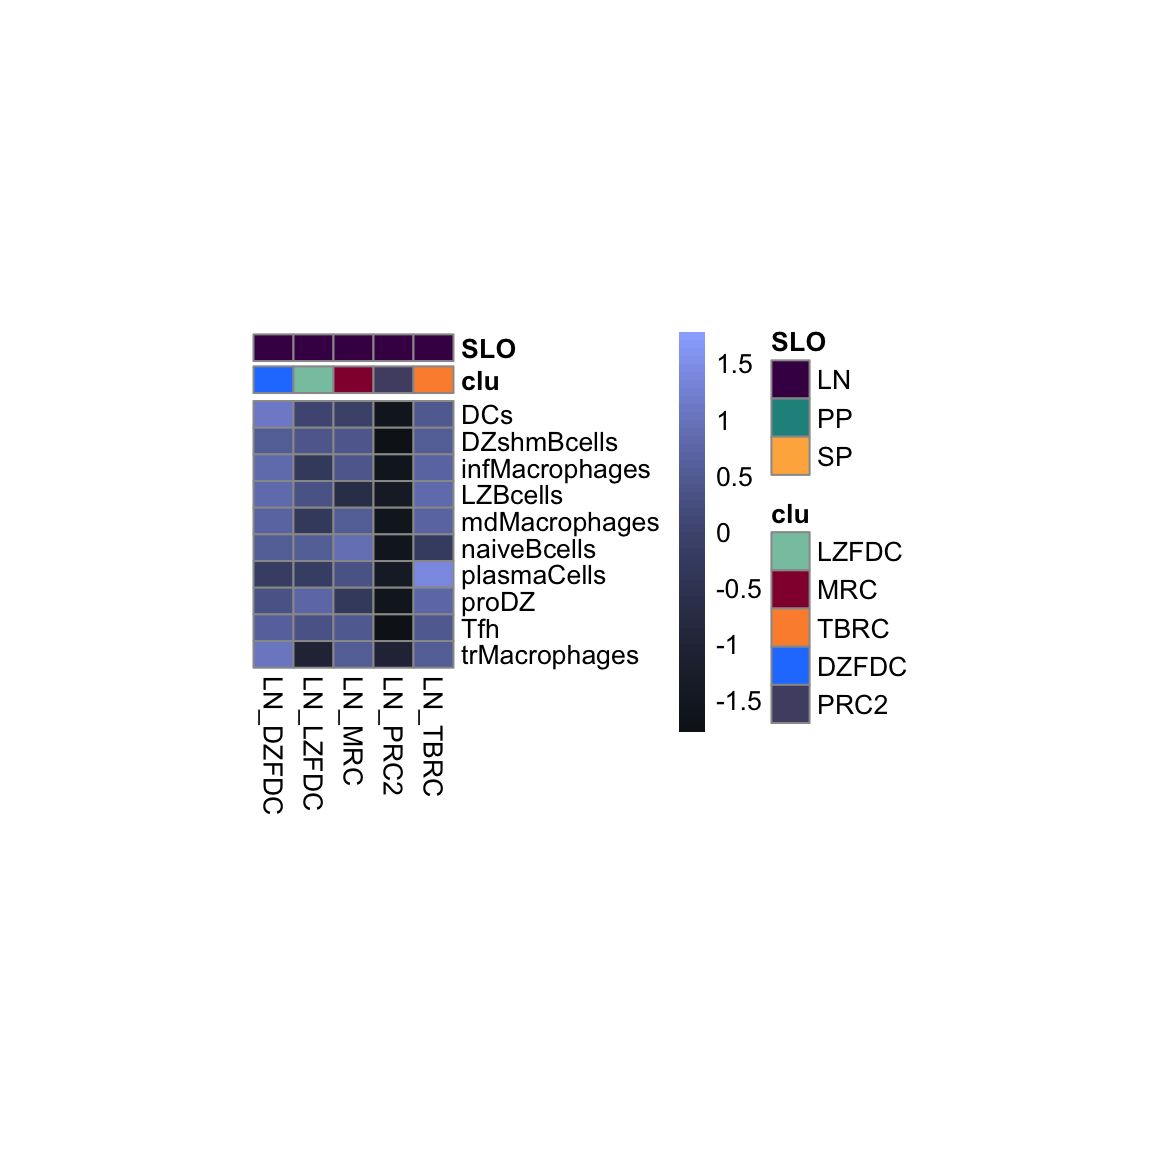 SLO
clu
DCs
DZshmBcells
infMacrophages
LZBcells
mdMacrophages
naiveBcells
plasmaCells
proDZ
Tfh
trMacrophages
LN_DZFDC
LN_LZFDC
LN_MRC
LN_PRC2
LN_TBRC
1.5
1
0.5
0
-0.5
-1
-1.5
SLO
LN
PP
SP
clu
LZFDC
MRC
TBRC
DZFDC
PRC2